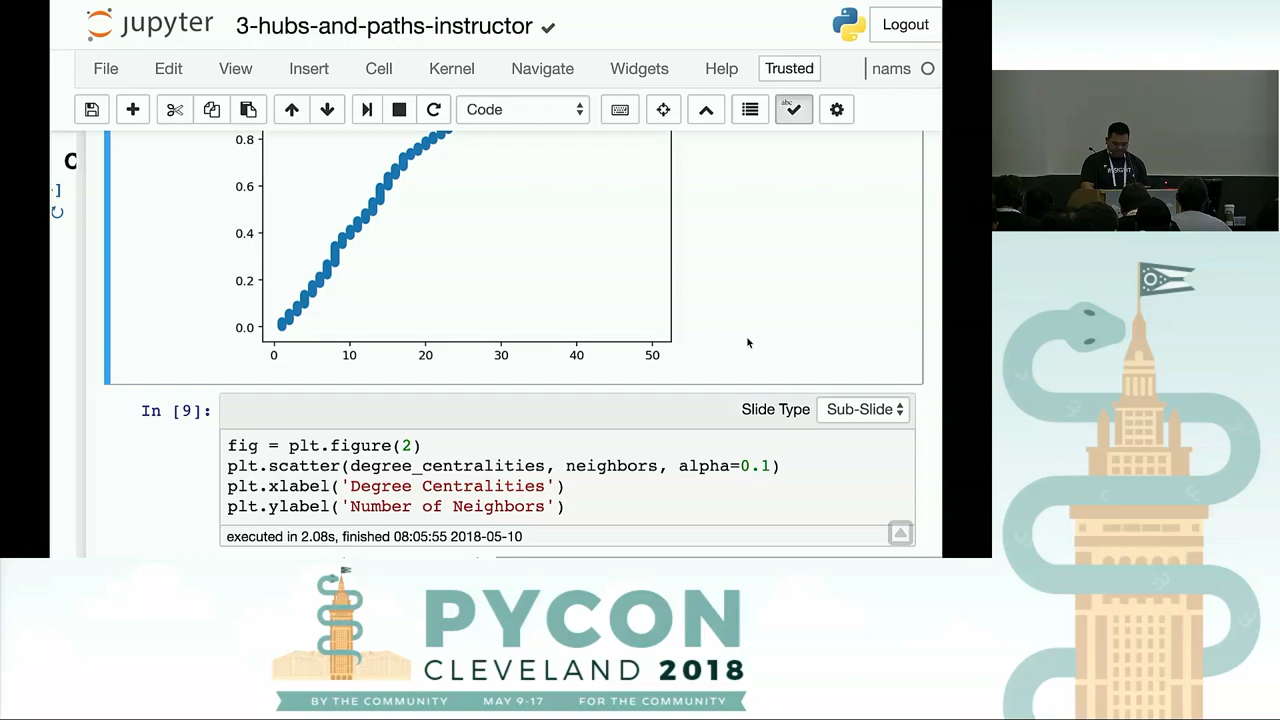 jupyter 3-hubs-and-paths-instructor
Logout
File Edit View Insert Cell Kernel Navigate Widgets Help Trusted nams
Code
abc
0.8
0.6
0.4
0.2
0.0
0 10 20 30 40 50
In [9]:
Slide Type Sub-Slide
fig = plt.figure(2)
plt.scatter(degree_centralities, neighbors, alpha=0.1)
plt.xlabel('Degree Centralities')
plt.ylabel('Number of Neighbors')
executed in 2.08s, finished 08:05:55 2018-05-10
PYCON
CLEVELAND 2018
BY THE COMMUNITY MAY 9-17 FOR THE COMMUNITY